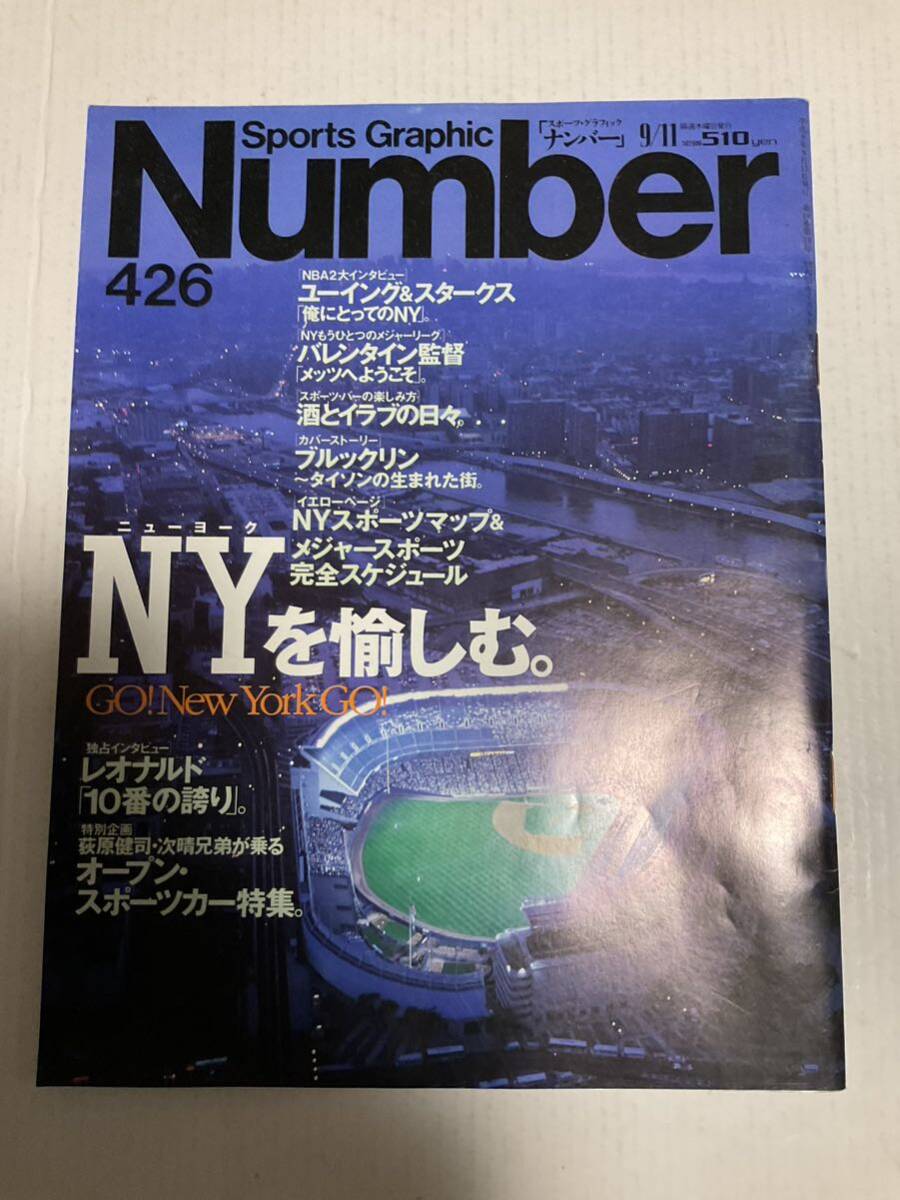 Sports Graphic
Number
スポーツ・グラフィック
「ナンバー」
9/11
隔週木曜日発行
510yen
426
[NBA2大インタビュー]
ユーイング&スタークス
「俺にとってのNY」。
[NYもうひとつのメジャーリーグ]
バレンタイン監督
「メッツへようこそ」。
[スポーツ・バーの楽しみ方]
酒とイラブの日々。. . .
[カバーストーリー]
ブルックリン
〜タイソンの生まれた街。
[イエローページ]
NYスポーツマップ&
メジャースポーツ
完全スケジュール
ニューヨーク
NYを愉しむ。
GO! New York GO!
独占インタビュー
レオナルド
「10番の誇り」。
特別企画
荻原健司・次晴兄弟が乗る
オープン・
スポーツカー特集。